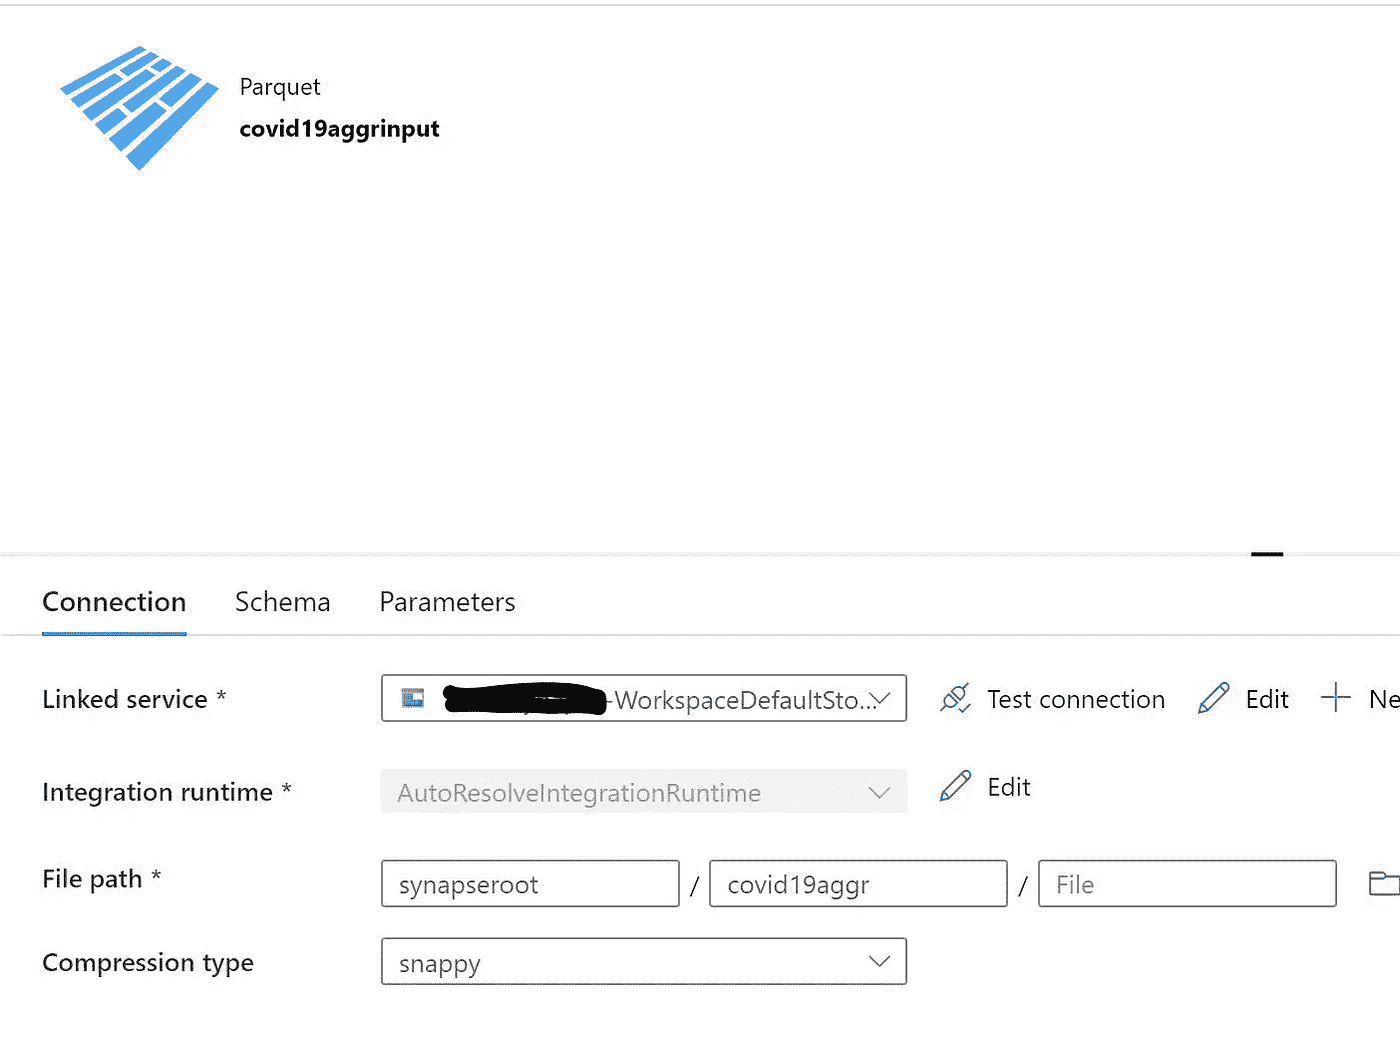 Parquet
covid19aggrinput
Connection Schema Parameters
Linked service * -WorkspaceDefaultSto... Test connection Edit Ne
Integration runtime * AutoResolveIntegrationRuntime Edit
File path * synapseroot / covid19aggr / File
Compression type snappy